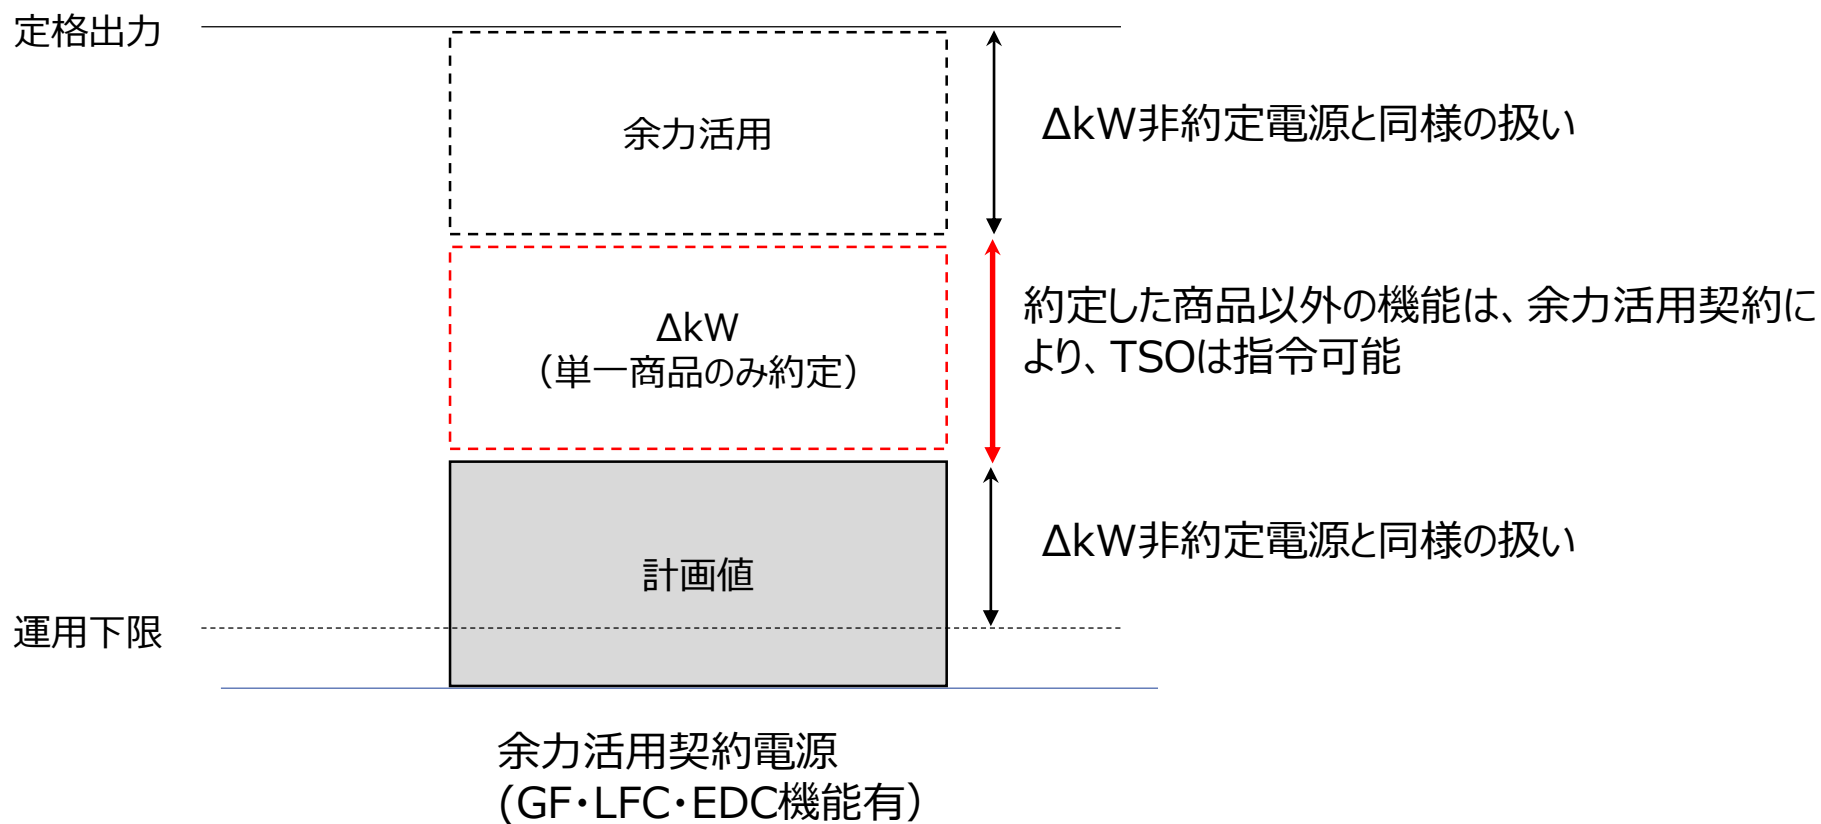 定格出力
余力活用
ΔkW非約定電源と同様の扱い
ΔkW
（単一商品のみ約定）
約定した商品以外の機能は、余力活用契約に
より、TSOは指令可能
計画値
ΔkW非約定電源と同様の扱い
運用下限
余力活用契約電源
(GF・LFC・EDC機能有）